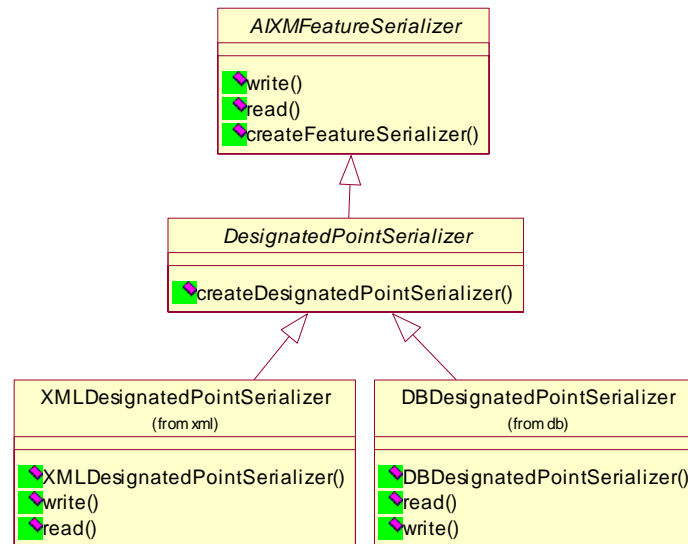 AIXMFeatureSerializer
write()
read()
createFeatureSerializer()
DesignatedPointSerializer
createDesignatedPointSerializer()
XMLDesignatedPointSerializer
(from xml)
XMLDesignatedPointSerializer()
write()
read()
DBDesignatedPointSerializer
(from db)
DBDesignatedPointSerializer()
read()
write()